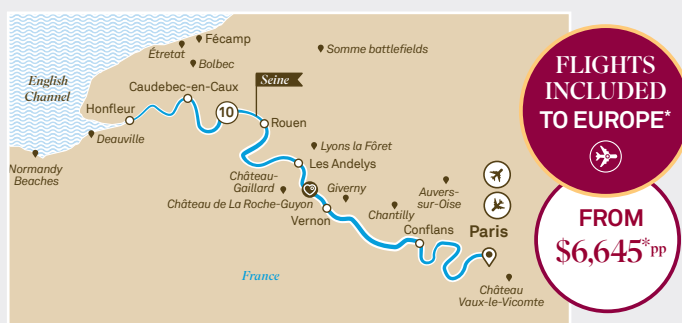 Fécamp
Étretat
Bolbec
Somme battlefields
English
Channel
Caudebec-en-Caux
Seine
Honfleur
10
Rouen
Deauville
Normandy
Beaches
Lyons la Fôret
Les Andelys
Château-
Gaillard
Château de La Roche-Guyon
Giverny
Vernon
Auvers-
sur-Oise
Chantilly
Conflans
Paris
France
Château
Vaux-le-Vicomte
FLIGHTS
INCLUDED
TO EUROPE*
FROM
$6,645*pp